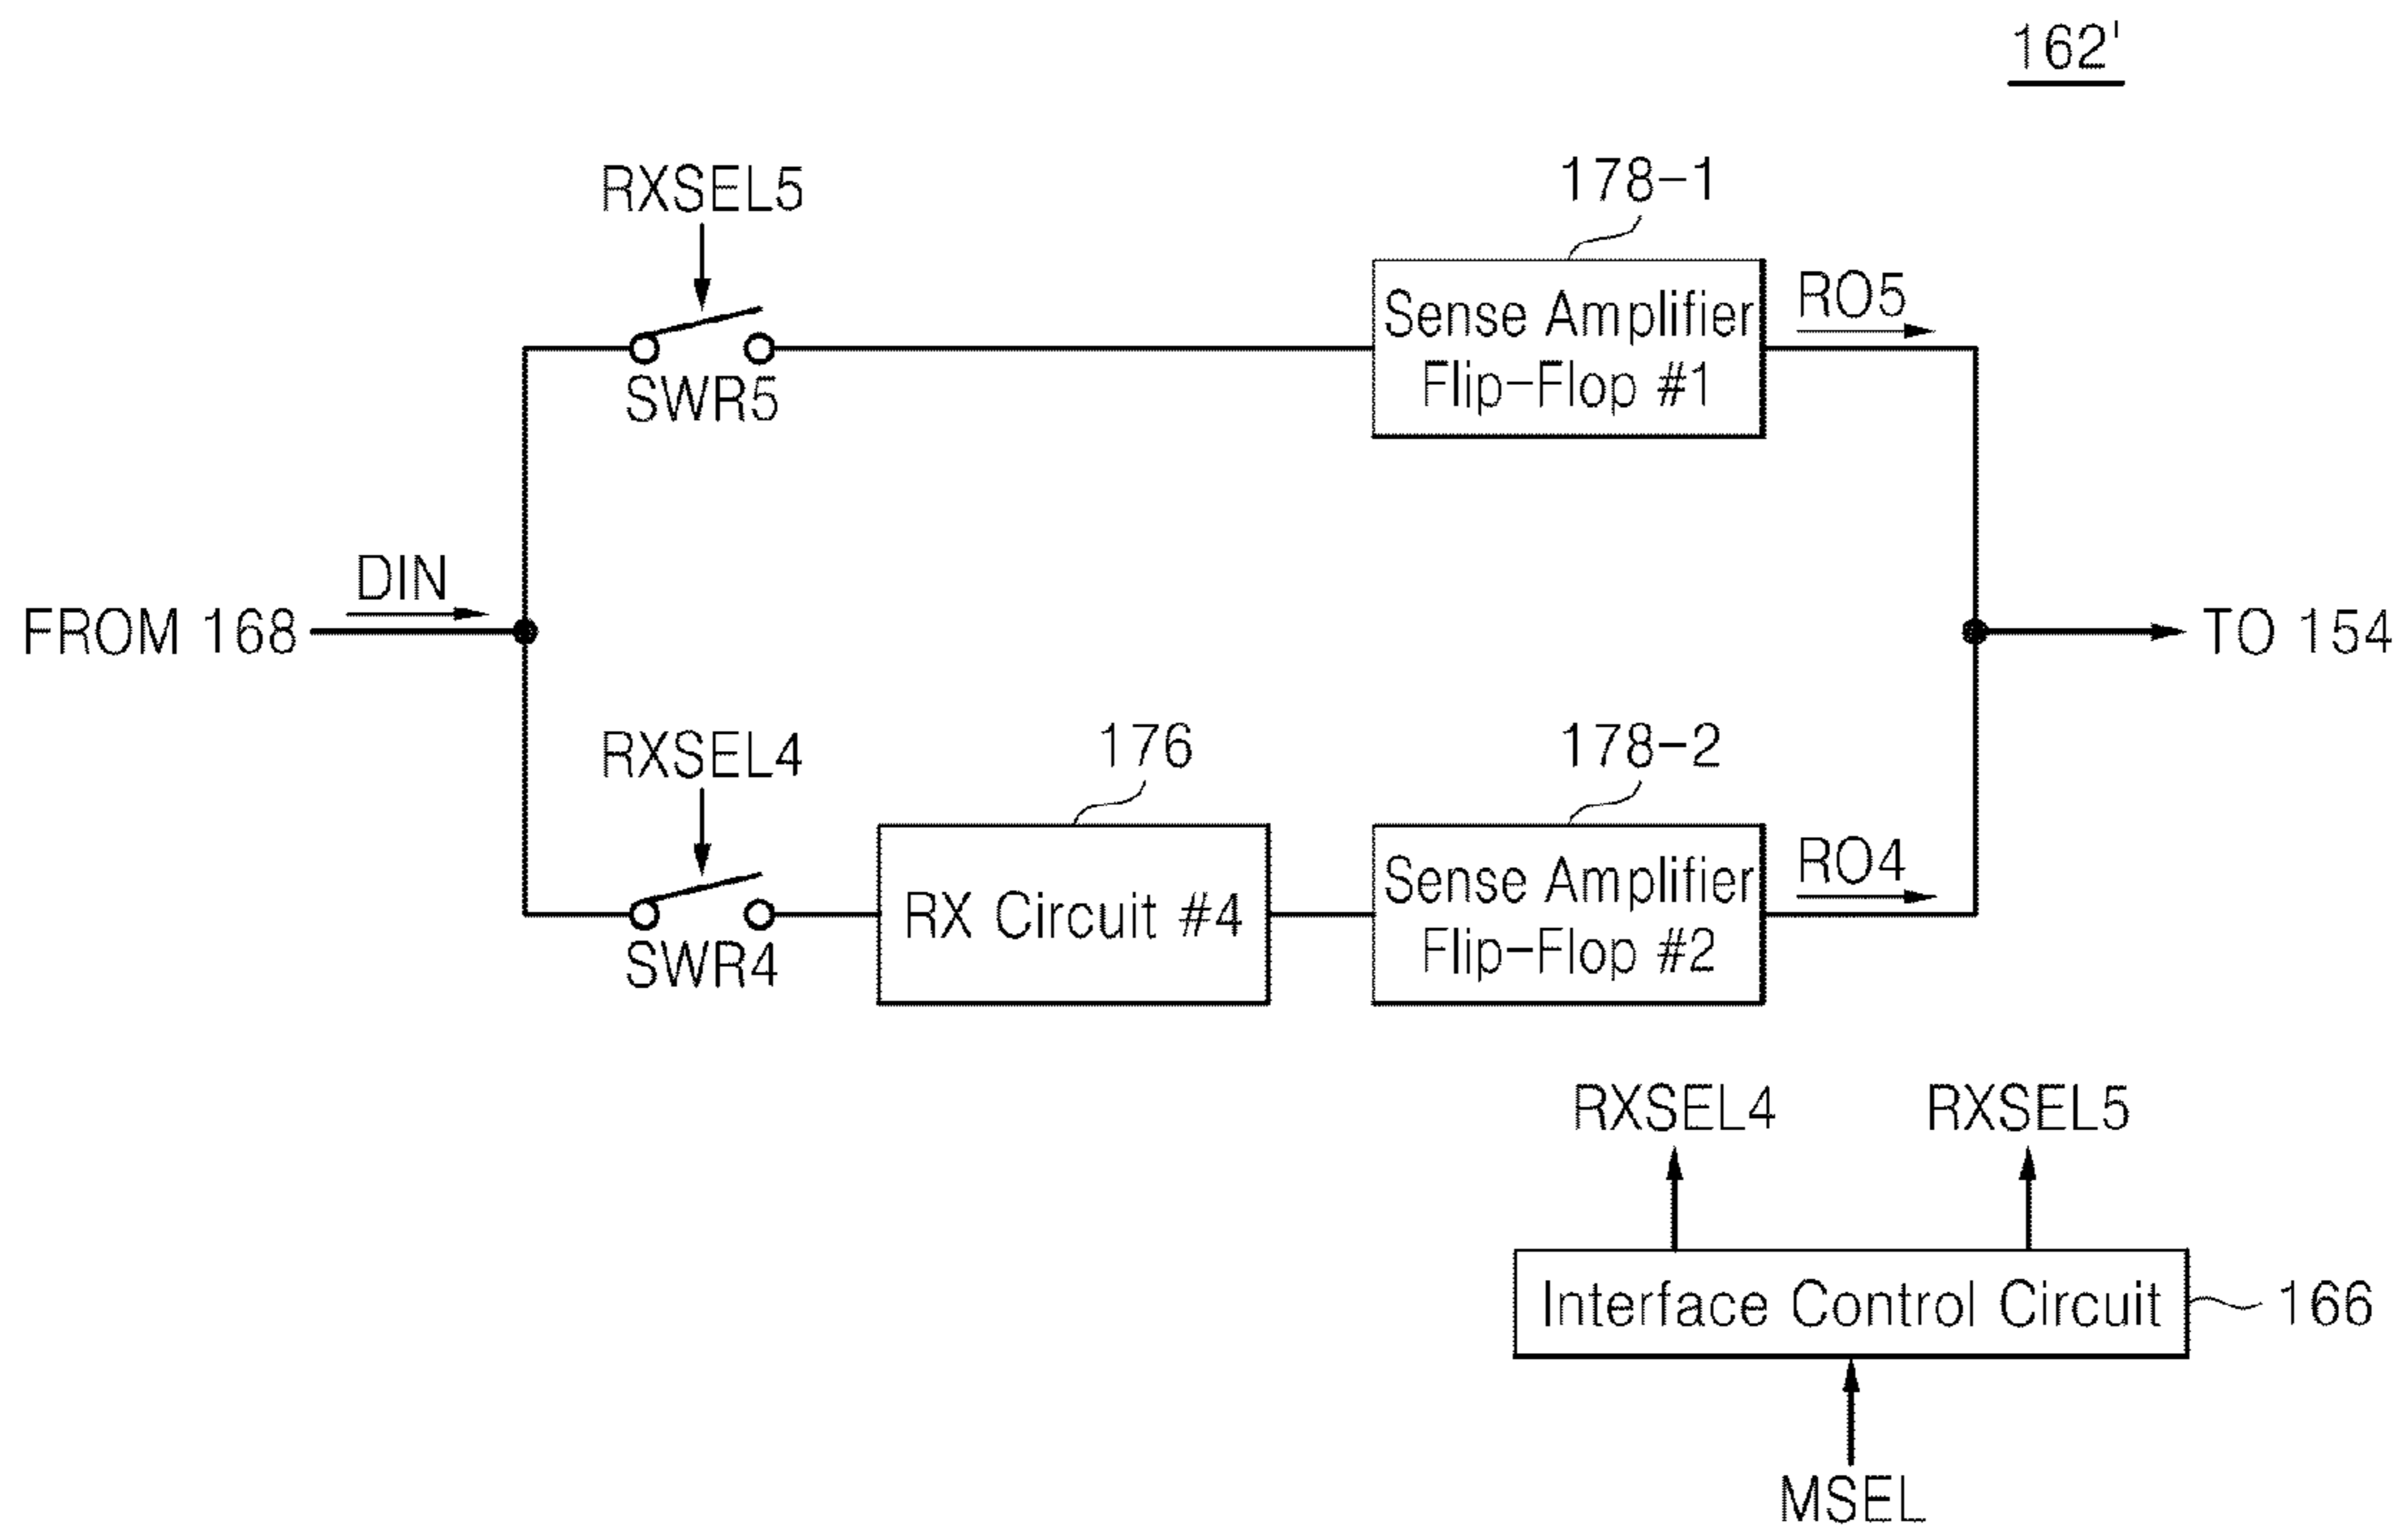 162'
RXSEL5
178-1
Sense Amplifier
Flip-Flop #1
RO5
SWR5
DIN
FROM 168
TO 154
RXSEL4
176
178-2
RX Circuit #4
Sense Amplifier
Flip-Flop #2
RO4
SWR4
RXSEL4
RXSEL5
Interface Control Circuit
166
MSEL